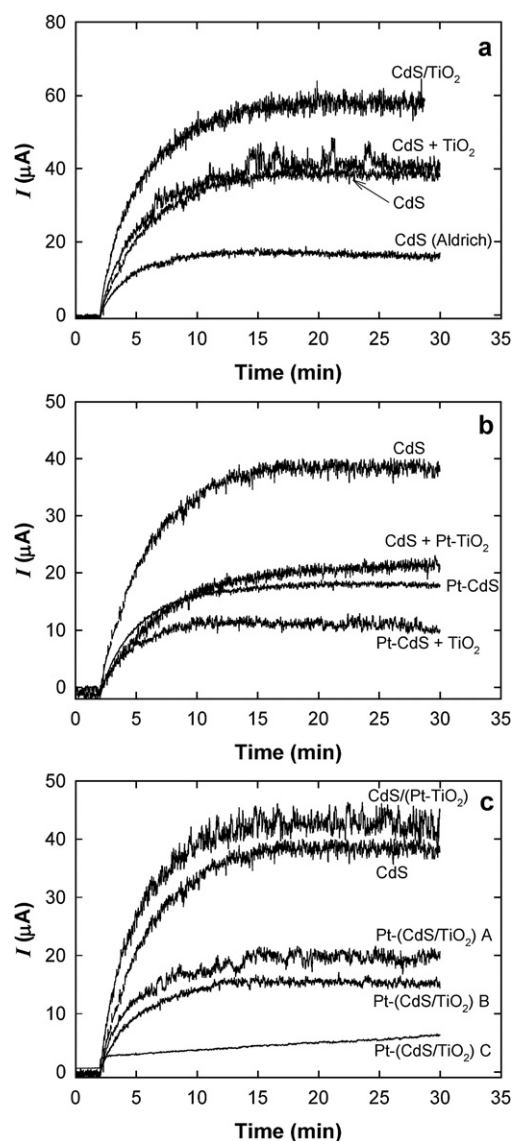 a
80
CdS/TiO₂
60
CdS + TiO₂
I (μA)
40
CdS
20
CdS (Aldrich)
0
0 5 10 15 20 25 30 35
Time (min)
b
50
CdS
40
30
I (μA)
CdS + Pt-TiO₂
20
Pt-CdS
10
Pt-CdS + TiO₂
0
0 5 10 15 20 25 30 35
Time (min)
50
CdS/(Pt-TiO₂)
c
40
CdS
30
I (μA)
Pt-(CdS/TiO₂) A
20
Pt-(CdS/TiO₂) B
10
Pt-(CdS/TiO₂) C
0
0 5 10 15 20 25 30 35
Time (min)